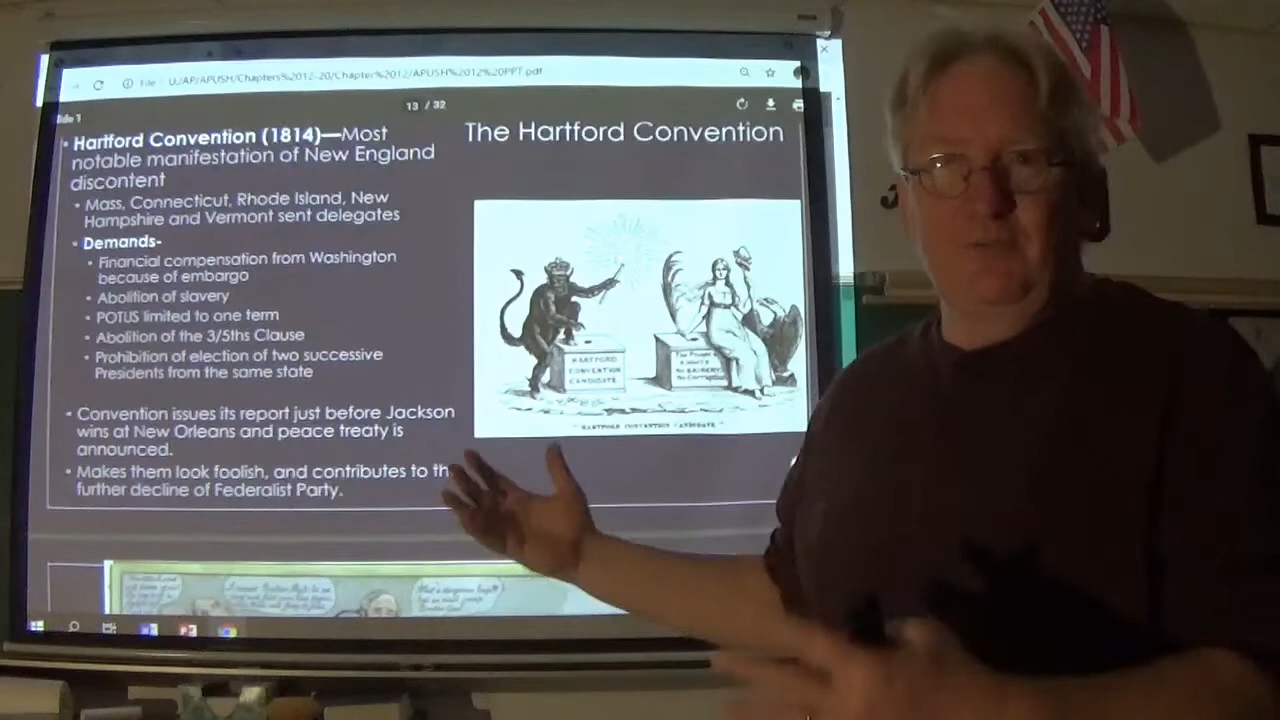 File U:/AP/APUSH/Chapters%2012-20/Chapter%2012/APUSH%2012%20PPT.pdf
13 / 32
The Hartford Convention
• Hartford Convention (1814)—Most
notable manifestation of New England
discontent
• Mass, Connecticut, Rhode Island, New
Hampshire and Vermont sent delegates
• Demands-
• Financial compensation from Washington
because of embargo
• Abolition of slavery
• POTUS limited to one term
• Abolition of the 3/5ths Clause
• Prohibition of election of two successive
Presidents from the same state
• Convention issues its report just before Jackson
wins at New Orleans and peace treaty is
announced.
• Makes them look foolish, and contributes to th
further decline of Federalist Party.
HARTFORD
CONVENTION
CANDIDATE
The People
No Corruption
"HARTFORD CONVENTION CANDIDATE"